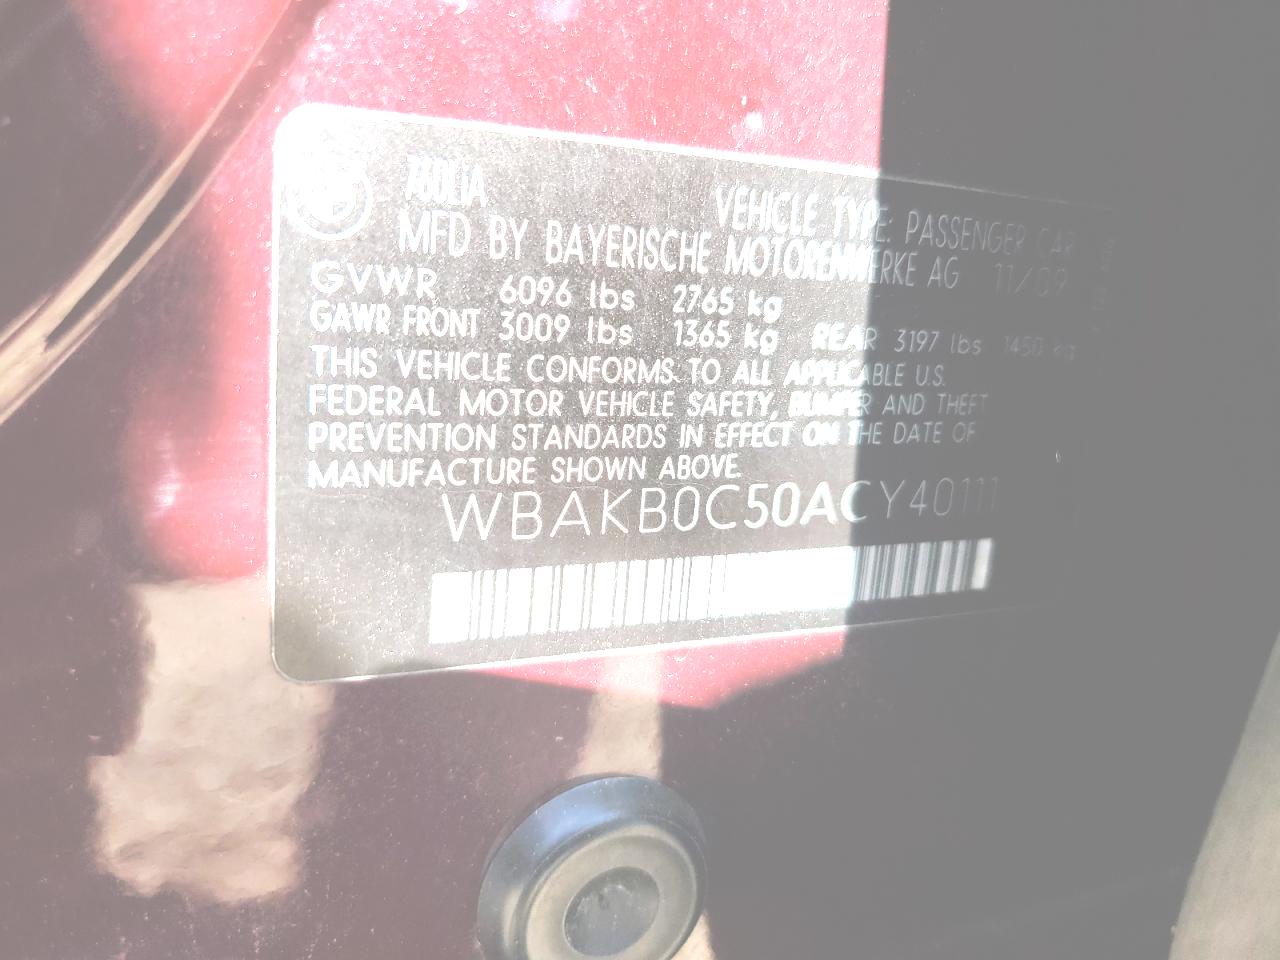 760LiA
VEHICLE TYPE: PASSENGER CAR
MFD BY BAYERISCHE MOTORENWERKE AG 11/09
GVWR 6096 lbs 2765 kg
GAWR FRONT 3009 lbs 1365 kg REAR 3197 lbs 1450 kg
THIS VEHICLE CONFORMS TO ALL APPLICABLE U.S.
FEDERAL MOTOR VEHICLE SAFETY, BUMPER AND THEFT
PREVENTION STANDARDS IN EFFECT ON THE DATE OF
MANUFACTURE SHOWN ABOVE
WBAKB0C50ACY40111